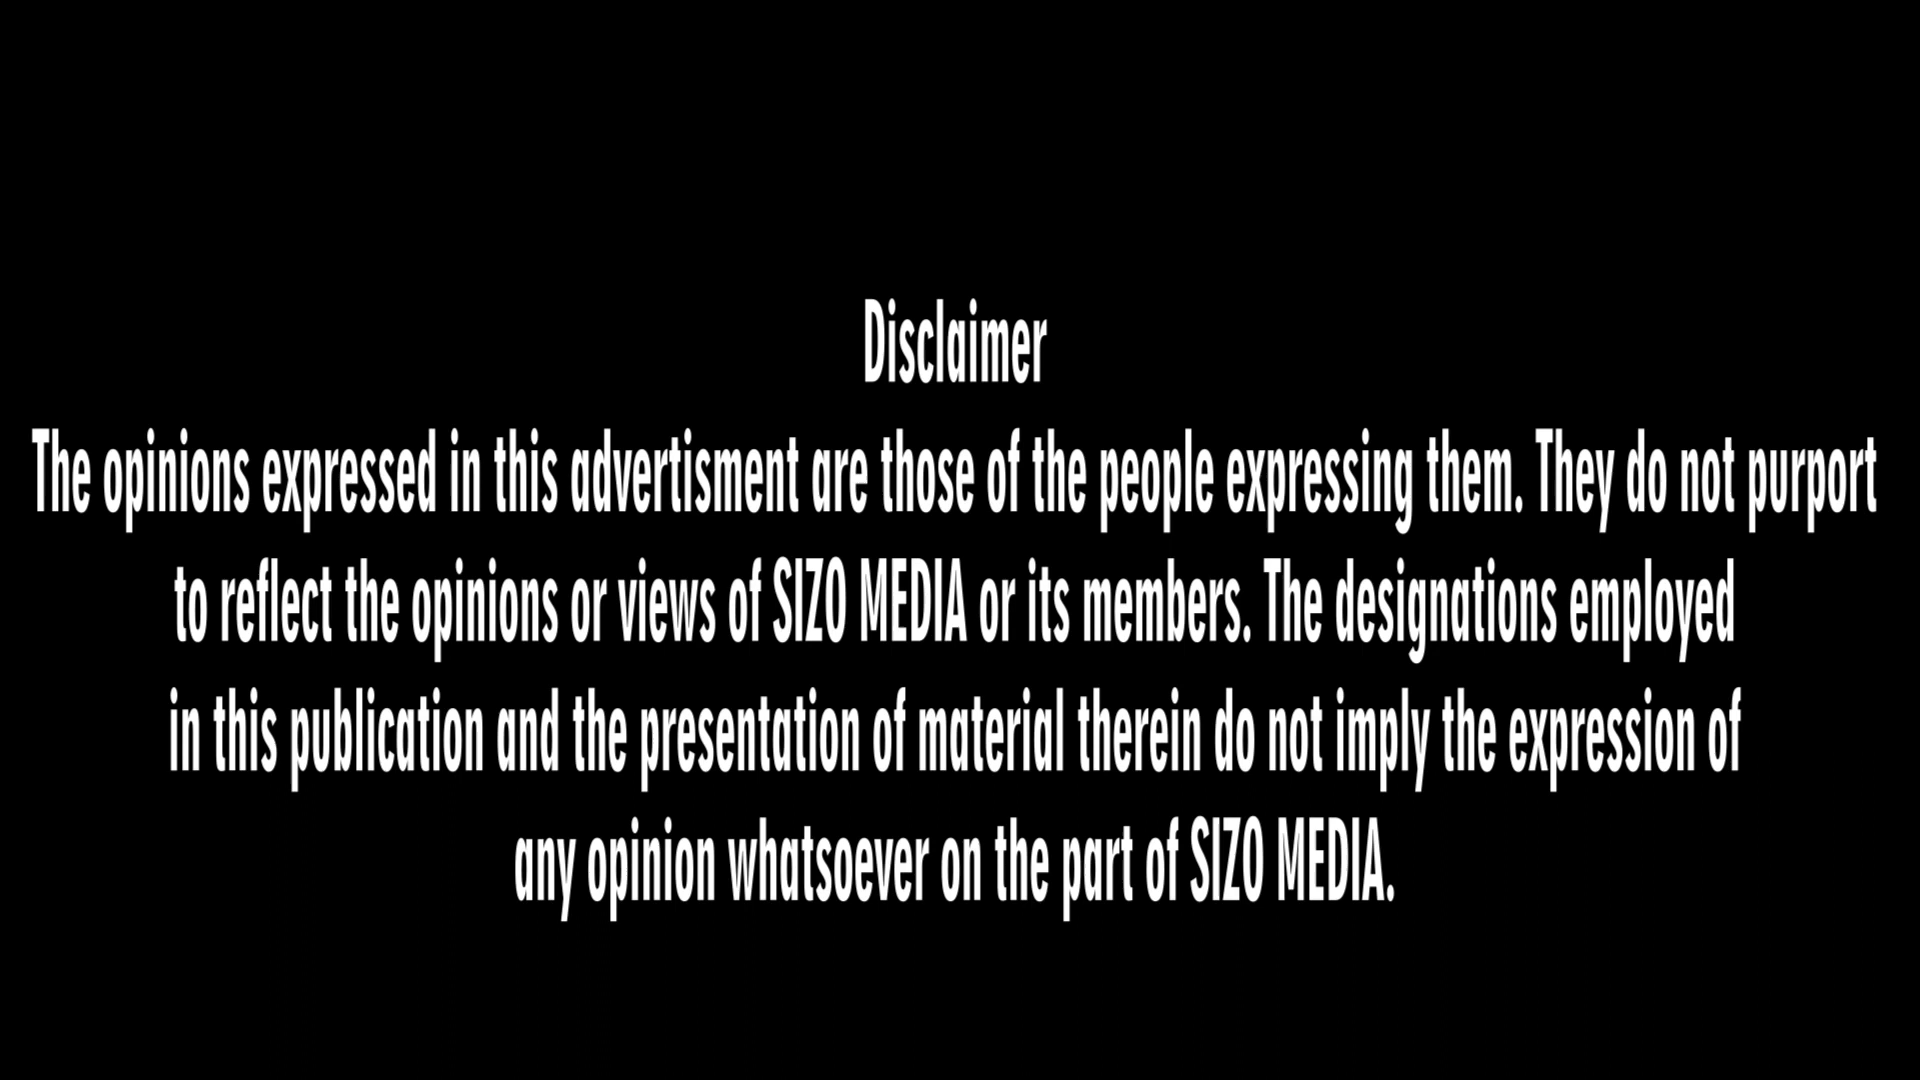 Disclaimer
The opinions expressed in this advertisment are those of the people expressing them. They do not purport
to reflect the opinions or views of SIZO MEDIA or its members. The designations employed
in this publication and the presentation of material therein do not imply the expression of
any opinion whatsoever on the part of SIZO MEDIA.